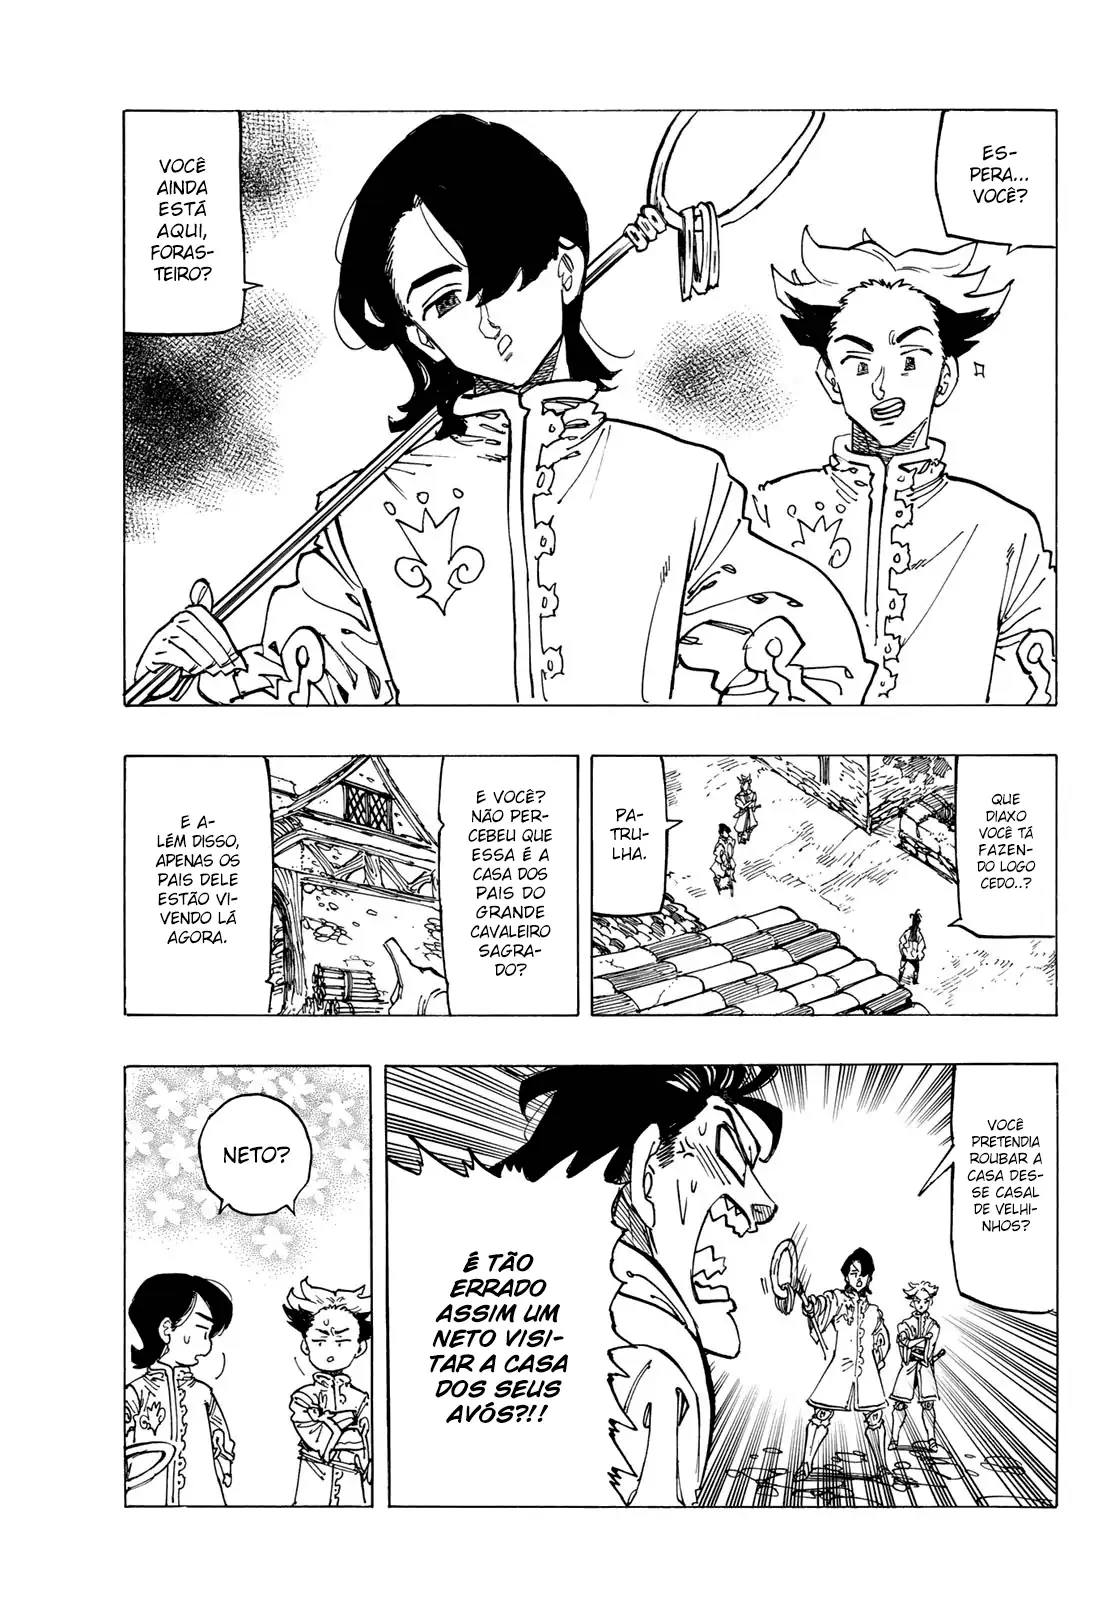 ES-
PERA...
VOCÊ?
VOCÊ
AINDA
ESTÁ
AQUI,
FORAS-
TEIRO?
QUE
DIAXO
VOCÊ TÁ
FAZEN-
DO LOGO
CEDO..?
PA-
TRU-
LHA.
E VOCÊ?
NÃO PER-
CEBEU QUE
ESSA É A
CASA DOS
PAIS DO
GRANDE
CAVALEIRO
SAGRA-
DO?
E A-
LÉM DISSO,
APENAS OS
PAIS DELE
ESTÃO VI-
VENDO LÁ
AGORA.
VOCÊ
PRETENDIA
ROUBAR A
CASA DES-
SE CASAL
DE VELHI-
NHOS?
É TÃO
ERRADO
ASSIM UM
NETO VISI-
TAR A CASA
DOS SEUS
AVÓS?!!
NETO?